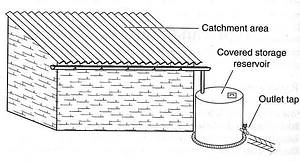 Catchment area
Covered storage
reservoir
Outlet tap